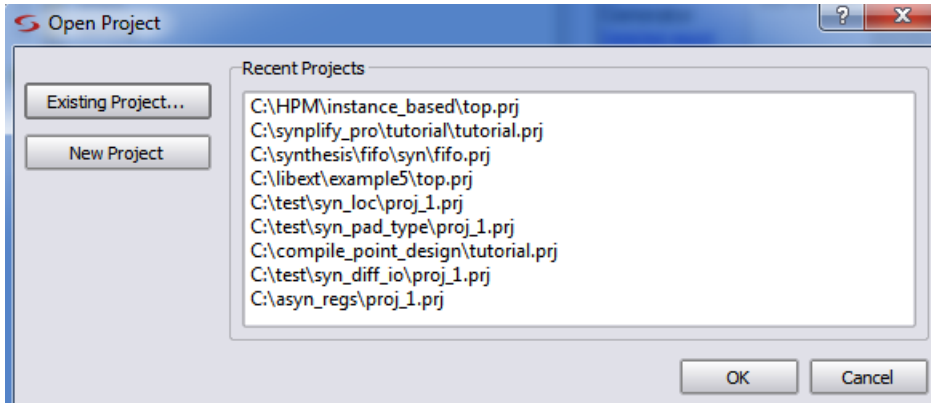 Open Project
?
X
Recent Projects
Existing Project...
New Project
C:\HPM\instance_based\top.prj
C:\synplify_pro\tutorial\tutorial.prj
C:\synthesis\fifo\syn\fifo.prj
C:\libext\example5\top.prj
C:\test\syn_loc\proj_1.prj
C:\test\syn_pad_type\proj_1.prj
C:\compile_point_design\tutorial.prj
C:\test\syn_diff_io\proj_1.prj
C:\asyn_regs\proj_1.prj
OK
Cancel